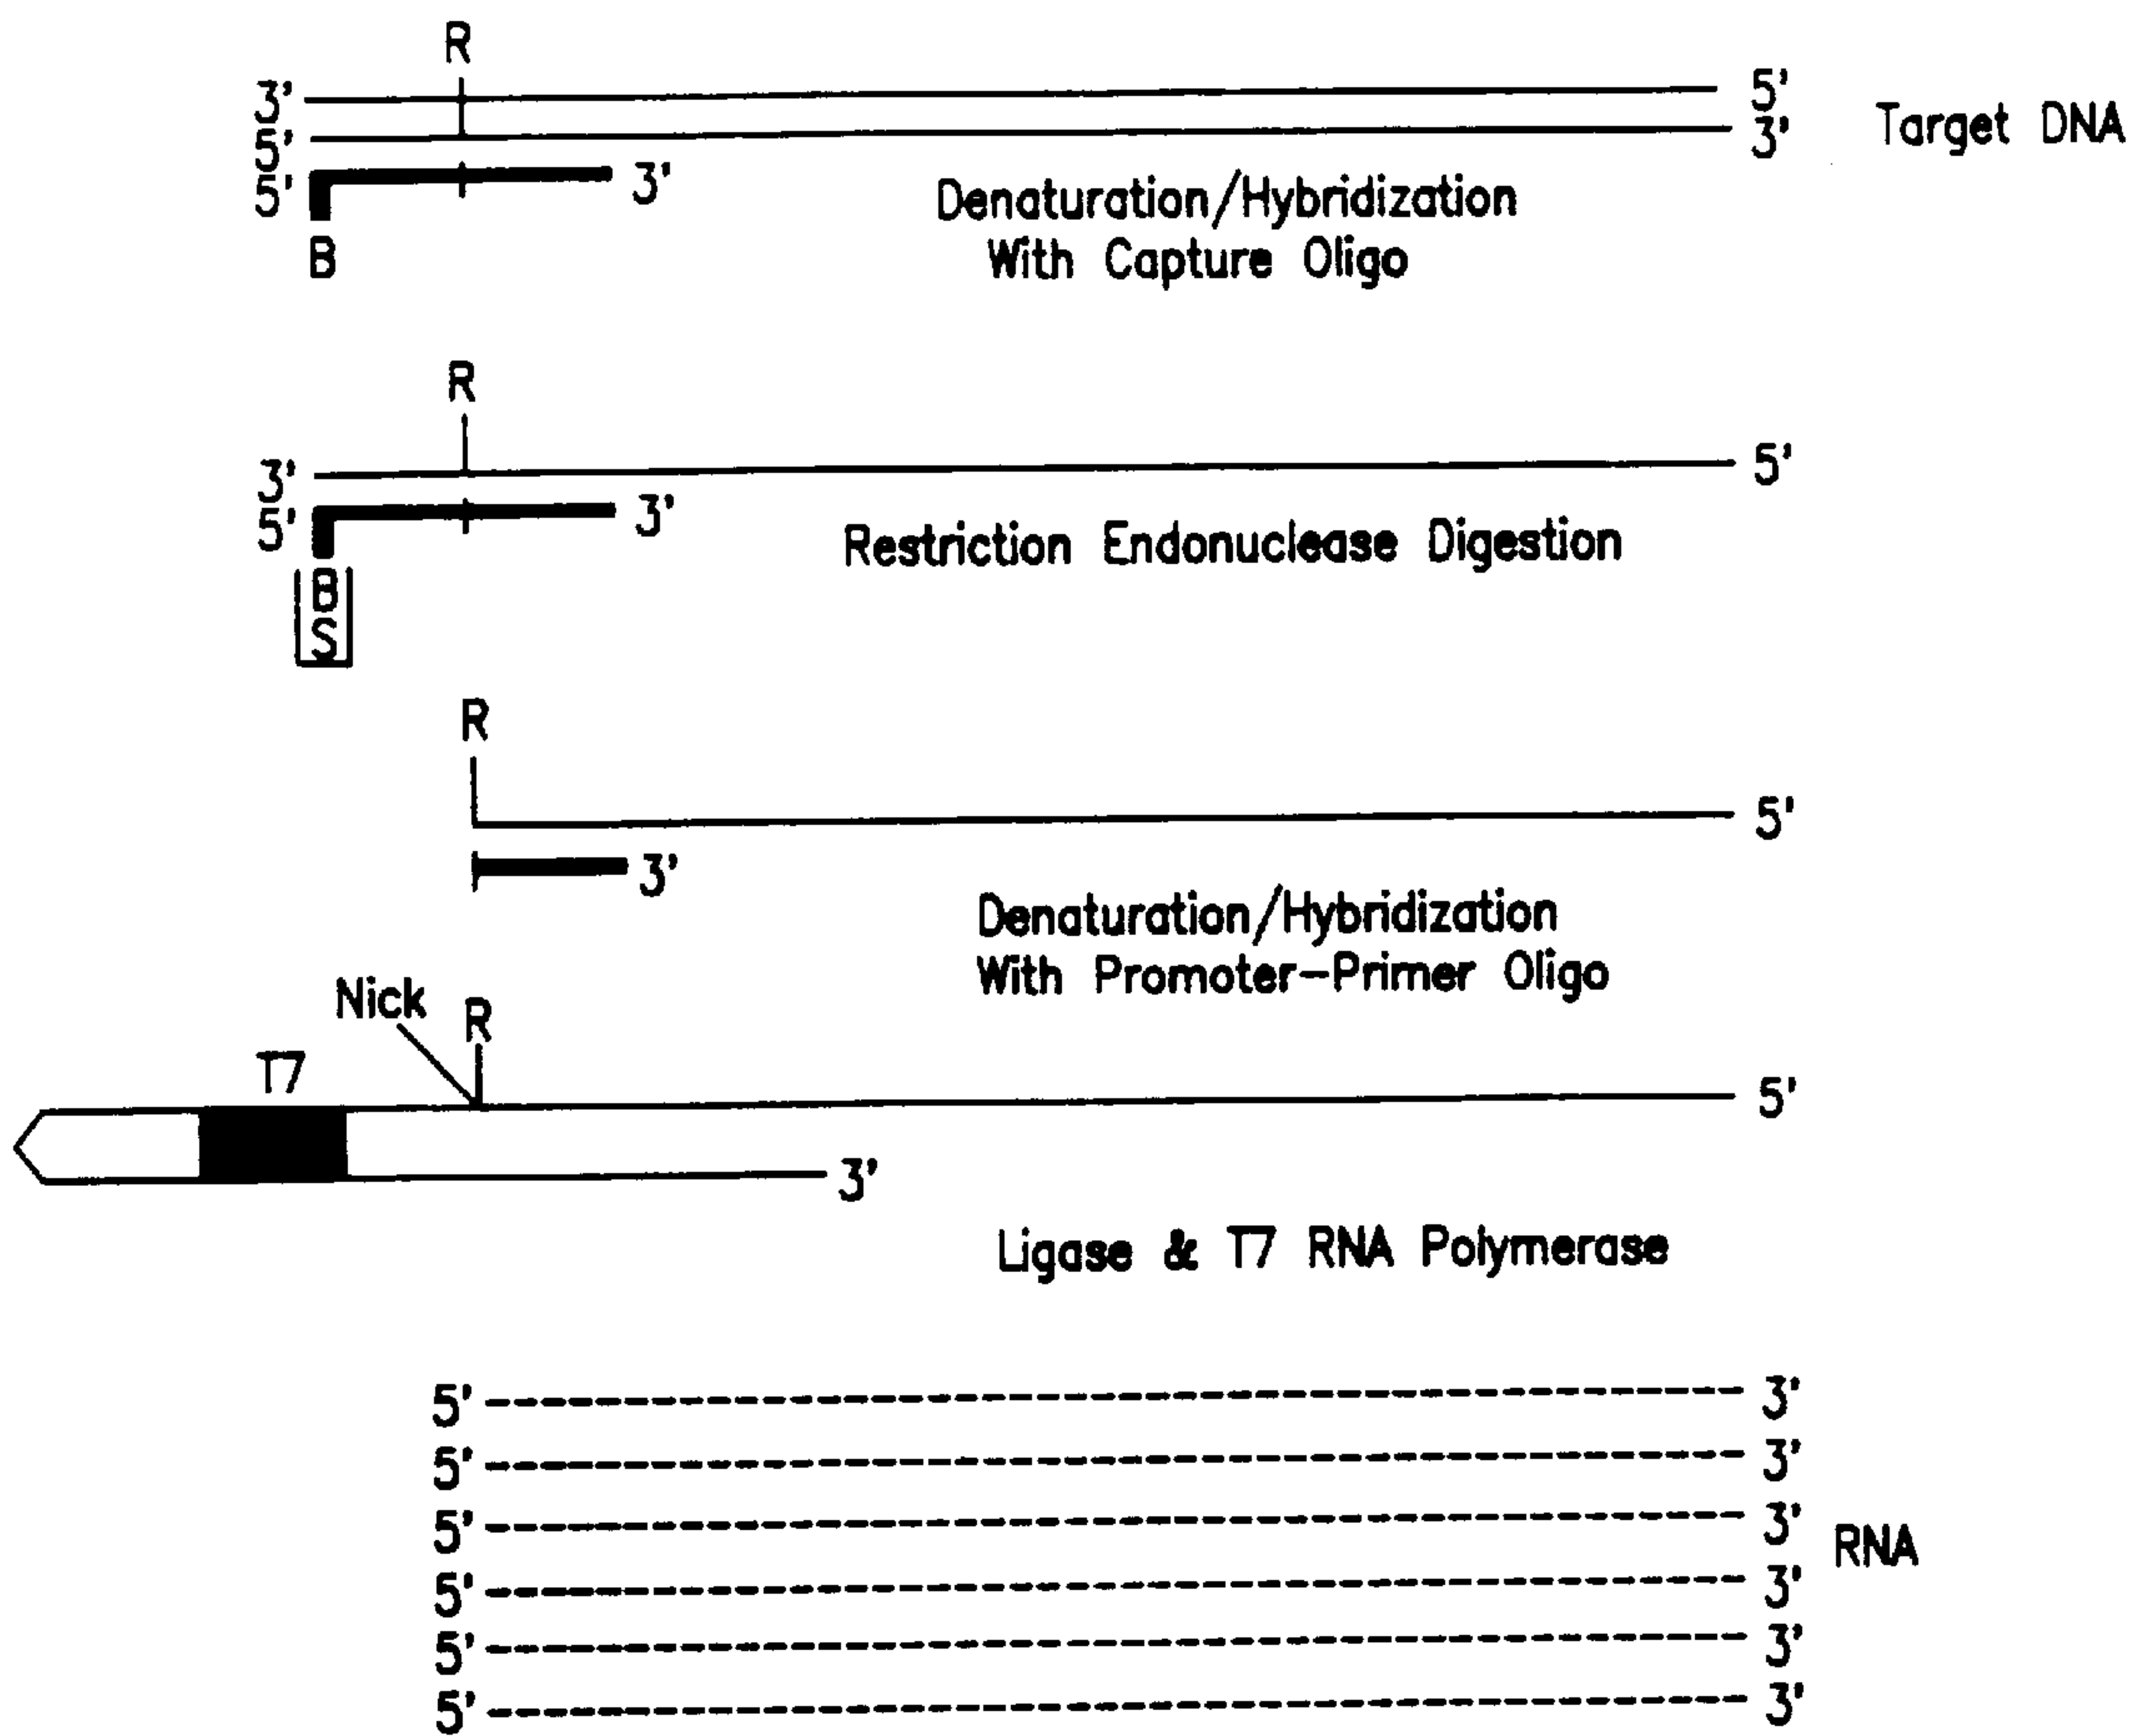 R
3' 5'
5' 3' Target DNA
5' 3'
B
Denaturation/Hybridization
With Capture Oligo
R
3' 5'
5' 3'
B
S
Restriction Endonuclease Digestion
R
5'
3'
Denaturation/Hybridization
With Promoter-Primer Oligo
Nick R
T7
5'
3'
Ligase & T7 RNA Polymerase
5' 3'
5' 3'
5' 3'
RNA
5' 3'
5' 3'
5' 3'